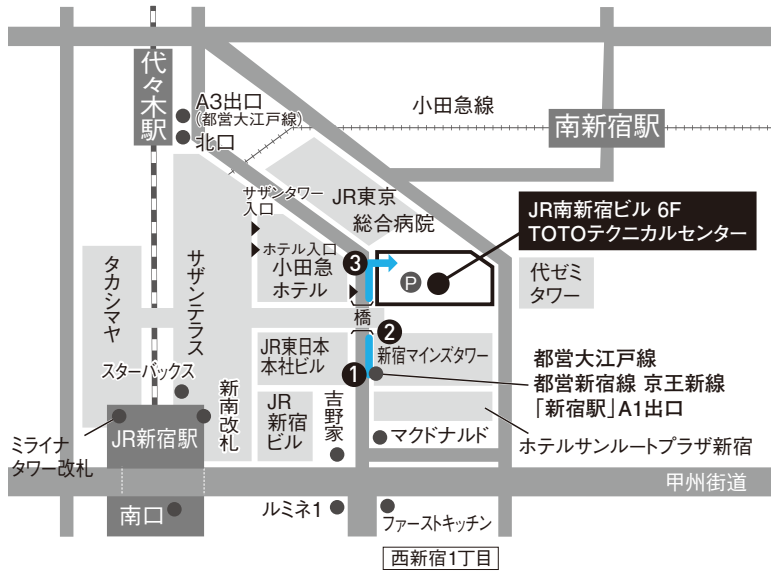 代々木駅
A3出口
(都営大江戸線)
北口
小田急線
南新宿駅
サザンタワー
入口
JR東京
総合病院
JR南新宿ビル 6F
TOTOテクニカルセンター
ホテル入口
小田急
ホテル
3
P
代ゼミ
タワー
タカシマヤ
サザンテラス
橋
2
JR東日本
本社ビル
新宿マインズタワー
1
都営大江戸線
都営新宿線 京王新線
「新宿駅」A1出口
スターバックス
新南改札
JR
新宿
ビル
吉野家
マクドナルド
ホテルサンルートプラザ新宿
ミライナ
タワー改札
JR新宿駅
甲州街道
南口
ルミネ1
ファーストキッチン
西新宿1丁目